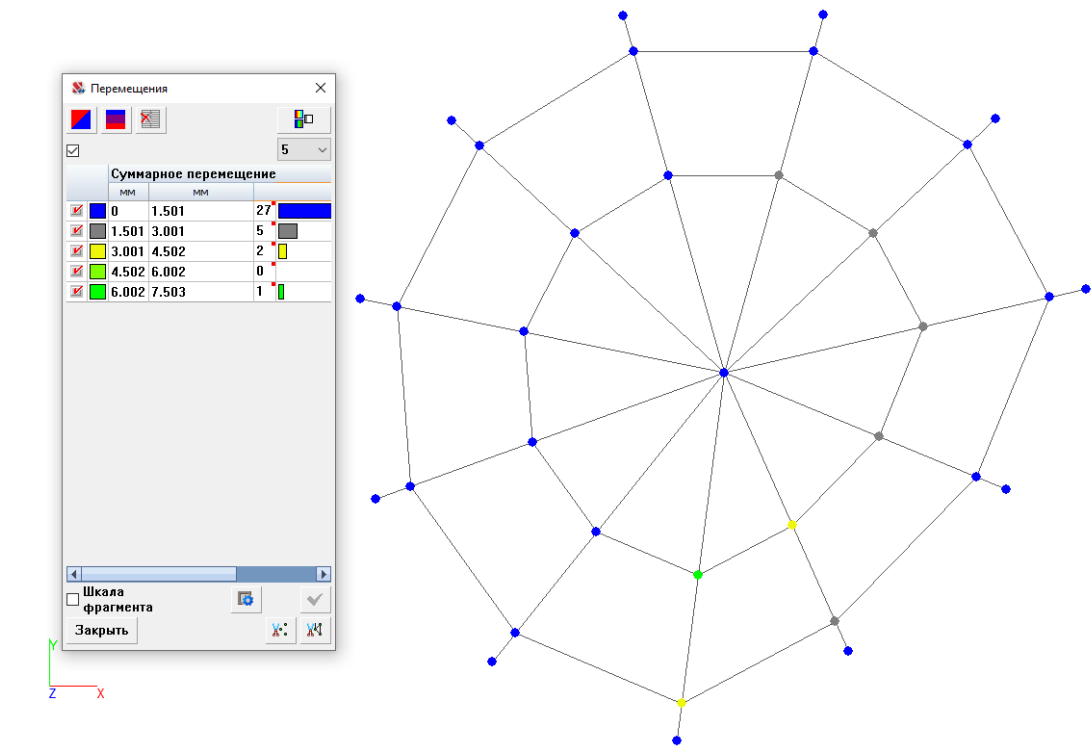 Перемещения
5
Суммарное перемещение
мм мм
0 1.501 27
1.501 3.001 5
3.001 4.502 2
4.502 6.002 0
6.002 7.503 1
Шкала
фрагмента
Закрыть
Y
Z X